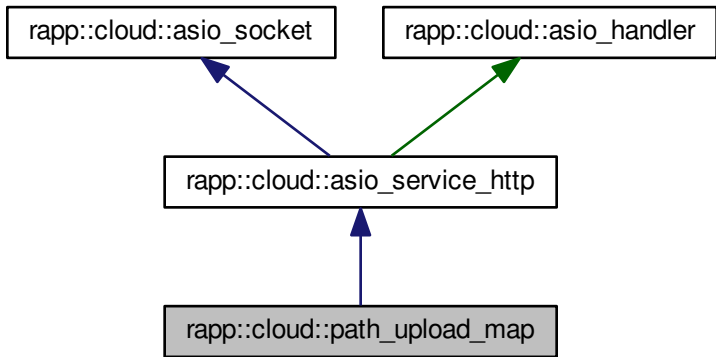 rapp::cloud::asio_socket
rapp::cloud::asio_handler
rapp::cloud::asio_service_http
rapp::cloud::path_upload_map